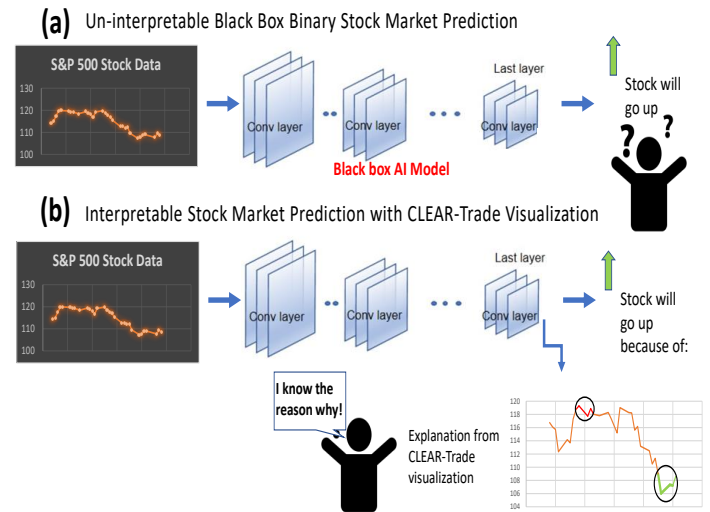 (a) Un-interpretable Black Box Binary Stock Market Prediction
S&P 500 Stock Data
130
120
110
100
Conv layer
Conv layer
Last layer
Conv layer
Black box AI Model
Stock will
go up
? ?
(b) Interpretable Stock Market Prediction with CLEAR-Trade Visualization
S&P 500 Stock Data
130
120
110
100
Conv layer
Conv layer
Last layer
Conv layer
Stock will
go up
because of:
I know the
reason why!
Explanation from
CLEAR-Trade
visualization
120
118
116
114
112
110
108
106
104